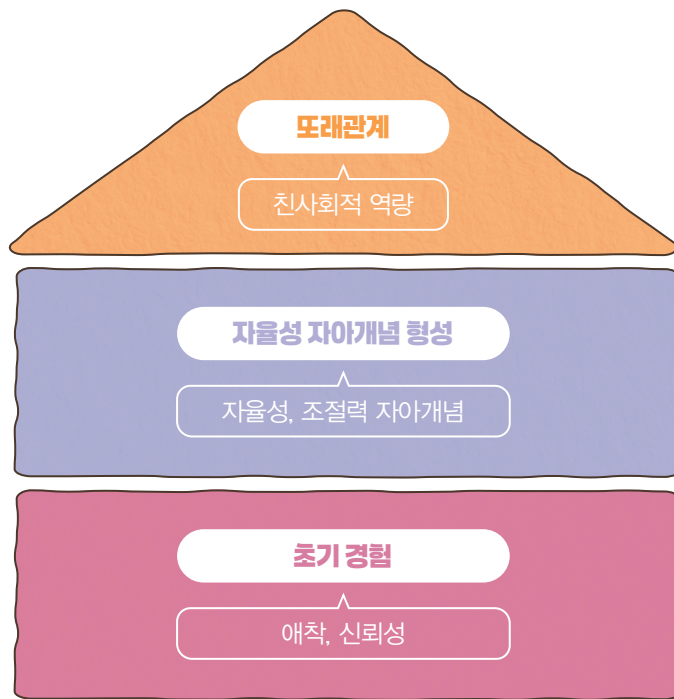 또래관계
친사회적 역량
자율성 자아개념 형성
자율성, 조절력 자아개념
초기 경험
애착, 신뢰성